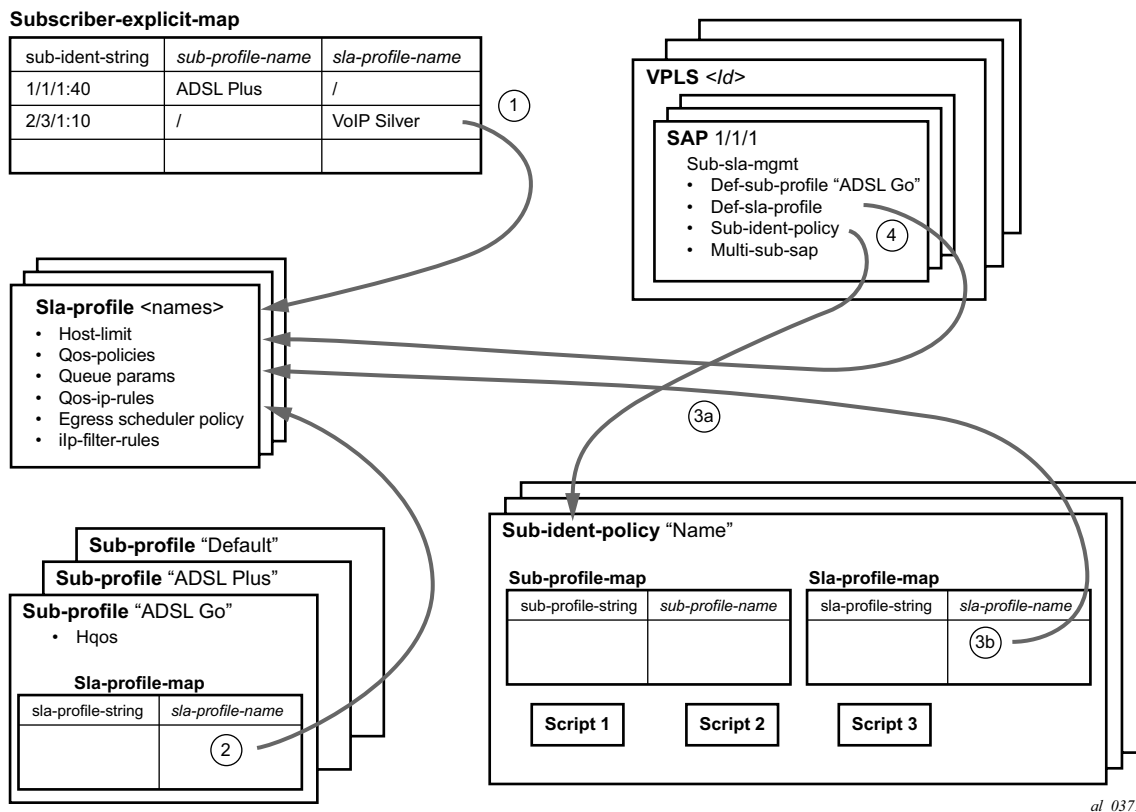 Subscriber-explicit-map
sub-ident-string sub-profile-name sla-profile-name
1/1/1:40 ADSL Plus /
2/3/1:10 / VoIP Silver
1
VPLS <Id>
SAP 1/1/1
Sub-sla-mgmt
• Def-sub-profile “ADSL Go”
• Def-sla-profile
• Sub-ident-policy
• Multi-sub-sap
4
Sla-profile <names>
• Host-limit
• Qos-policies
• Queue params
• Qos-ip-rules
• Egress scheduler policy
• iIp-filter-rules
3a
Sub-profile “Default”
Sub-profile “ADSL Plus”
Sub-profile “ADSL Go”
• Hqos
Sla-profile-map
sla-profile-string sla-profile-name
2
Sub-ident-policy “Name”
Sub-profile-map
sub-profile-string sub-profile-name
Sla-profile-map
sla-profile-string sla-profile-name
3b
Script 1 Script 2 Script 3